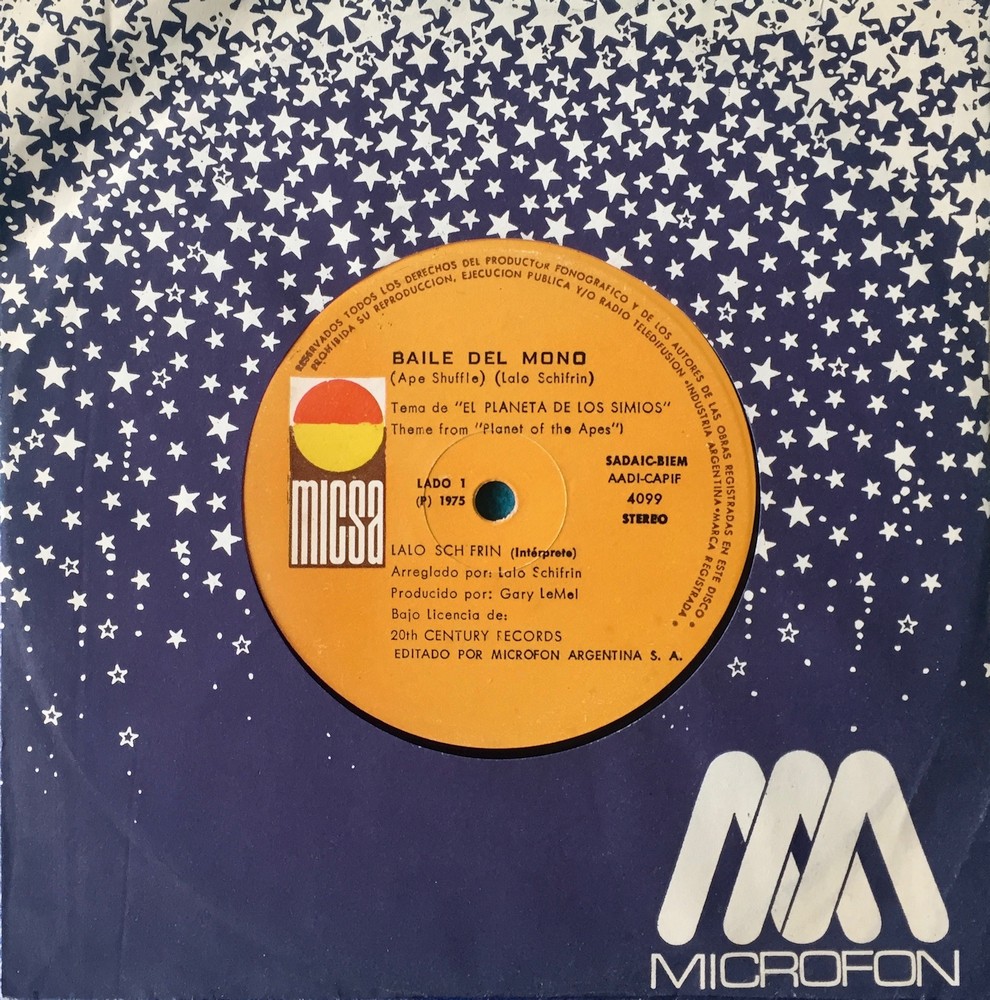 RESERVADOS TODOS LOS DERECHOS DEL PRODUCTOR FONOGRAFICO Y DE LOS AUTORES DE LAS OBRAS REGISTRADAS EN ESTE DISCO •
PROHIBIDA SU REPRODUCCION, EJECUCION PUBLICA Y/O RADIO TELEDIFUSION • INDUSTRIA ARGENTINA • MARCA REGISTRADA •
BAILE DEL MONO
(Ape Shuffle) (Lalo Schifrin)
Tema de "EL PLANETA DE LOS SIMIOS"
Theme from "Planet of the Apes")
micsa
LADO 1
(P) 1975
SADAIC-BIEM
AADI-CAPIF
4099
STEREO
LALO SCH FRIN (Intérprete)
Arreglado por: Lalo Schifrin
Producido por: Gary LeMel
Bajo Licencia de:
20th CENTURY RECORDS
EDITADO POR MICROFON ARGENTINA S. A.
MICROFON